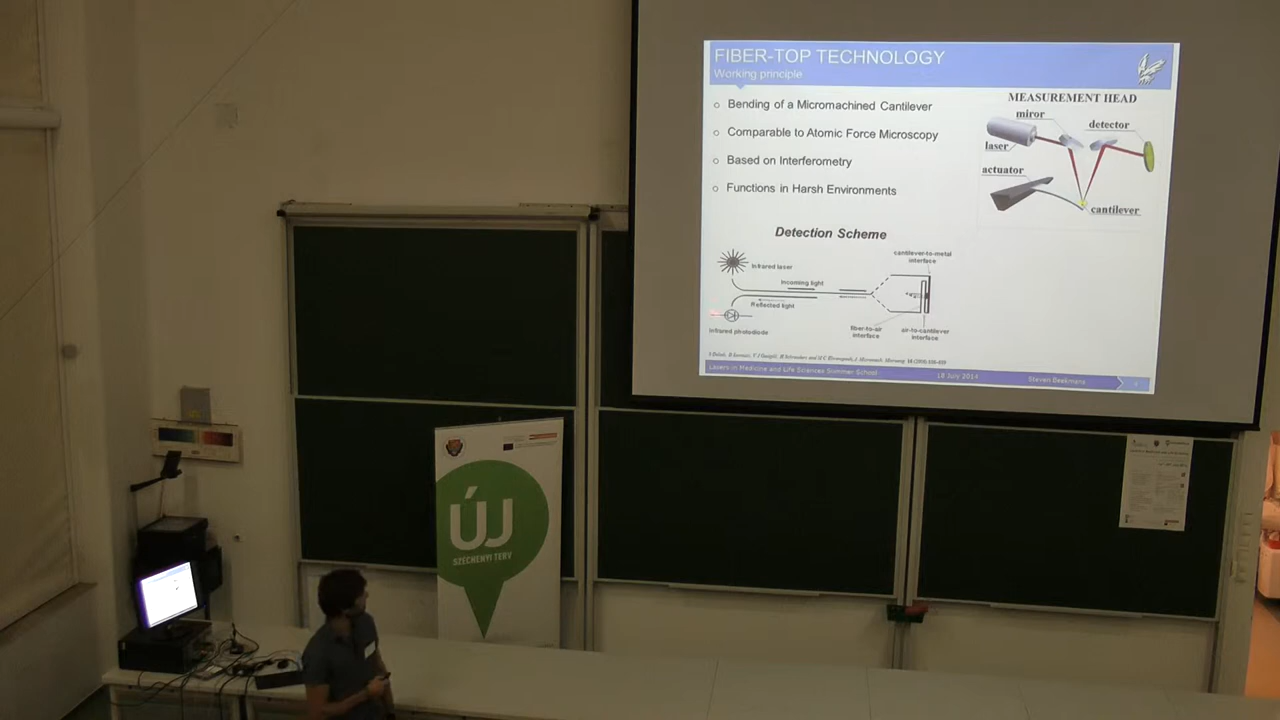 FIBER-TOP TECHNOLOGY
Working principle
Bending of a Micromachined Cantilever
Comparable to Atomic Force Microscopy
Based on Interferometry
Functions in Harsh Environments
MEASUREMENT HEAD
miror
detector
laser
actuator
cantilever
Detection Scheme
Infrared laser
Incoming light
Reflected light
Infrared photodiode
cantilever-to-metal
interface
fiber-to-air
interface
air-to-cantilever
interface
Lasers in Medicine and Life Sciences Summer School
18 July 2014
Steven Beekmans
ÚJ
SZÉCHENYI TERV